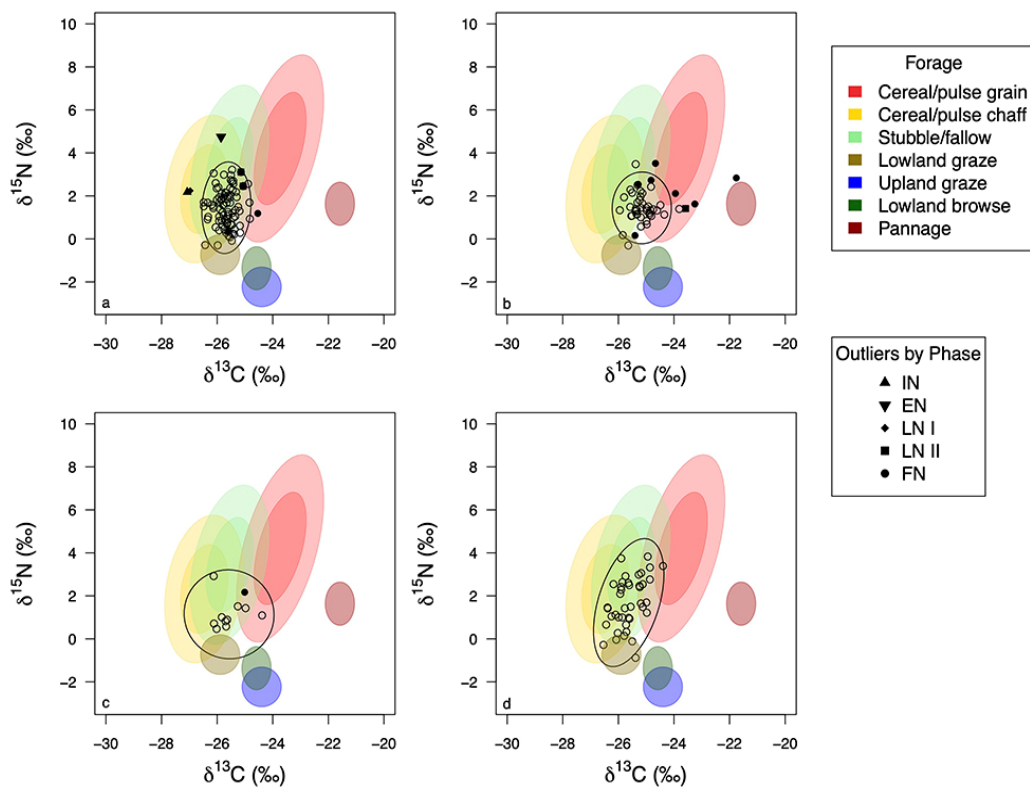 10
8
6
4
2
0
−2
δ15N (‰)
a
−30
−28
−26
−24
−22
−20
δ13C (‰)
10
8
6
4
2
0
−2
δ15N (‰)
b
−30
−28
−26
−24
−22
−20
δ13C (‰)
Forage
Cereal/pulse grain
Cereal/pulse chaff
Stubble/fallow
Lowland graze
Upland graze
Lowland browse
Pannage
Outliers by Phase
IN
EN
LN I
LN II
FN
10
8
6
4
2
0
−2
δ15N (‰)
c
−30
−28
−26
−24
−22
−20
δ13C (‰)
10
8
6
4
2
0
−2
δ15N (‰)
d
−30
−28
−26
−24
−22
−20
δ13C (‰)